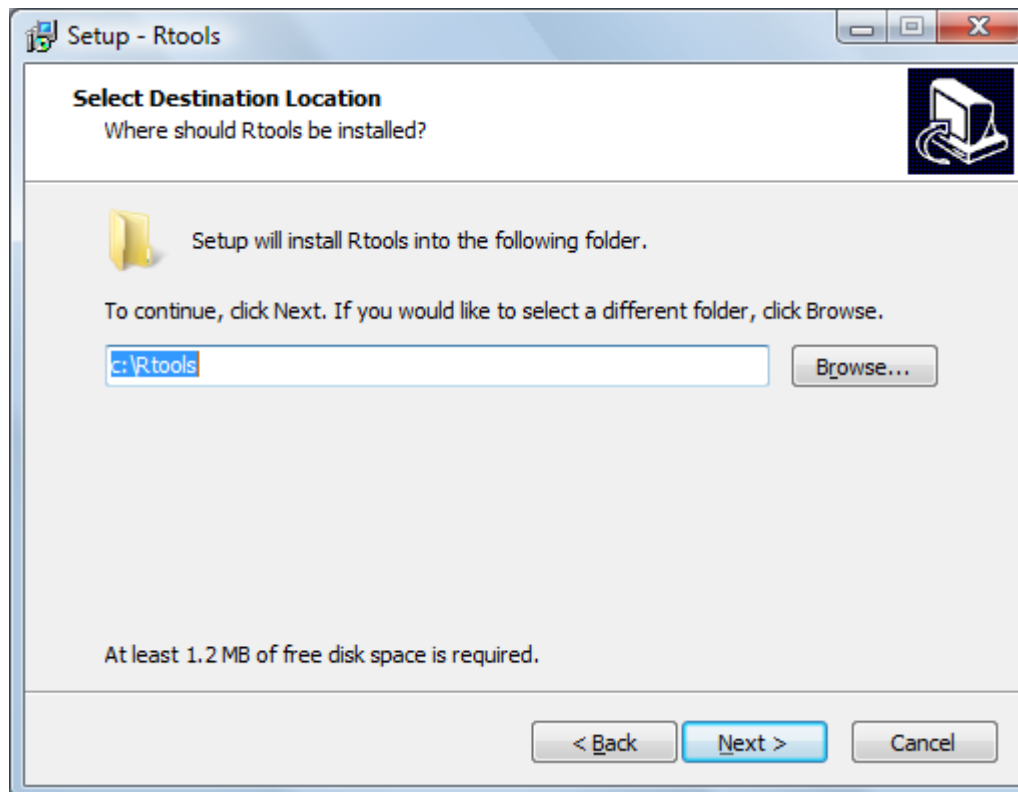 Setup - Rtools
Select Destination Location
Where should Rtools be installed?
Setup will install Rtools into the following folder.
To continue, click Next. If you would like to select a different folder, click Browse.
c:\Rtools
Browse...
At least 1.2 MB of free disk space is required.
< Back
Next >
Cancel